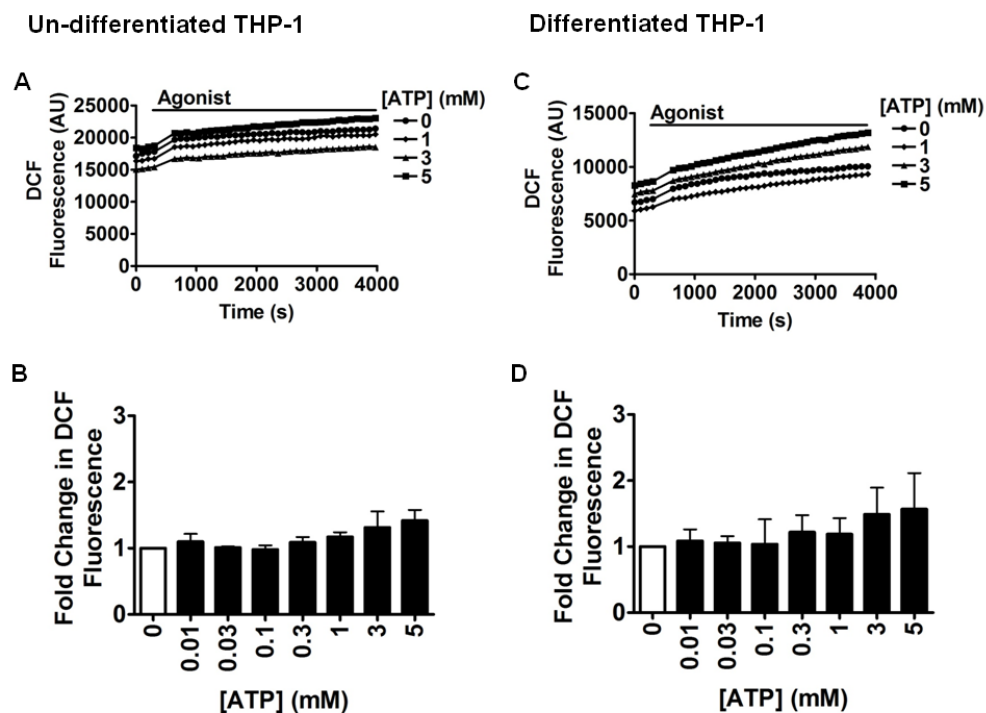 Un-differentiated THP-1
Differentiated THP-1
A
DCF
Fluorescence (AU)
25000
20000
15000
10000
5000
0
Agonist
[ATP] (mM)
0
1
3
5
0 1000 2000 3000 4000
Time (s)
C
DCF
Fluorescence (AU)
15000
10000
5000
0
Agonist
[ATP] (mM)
0
1
3
5
0 1000 2000 3000 4000
Time (s)
B
Fold Change in DCF
Fluorescence
3
2
1
0
0 0.01 0.03 0.1 0.3 1 3 5
[ATP] (mM)
D
Fold Change in DCF
Fluorescence
3
2
1
0
0 0.01 0.03 0.1 0.3 1 3 5
[ATP] (mM)